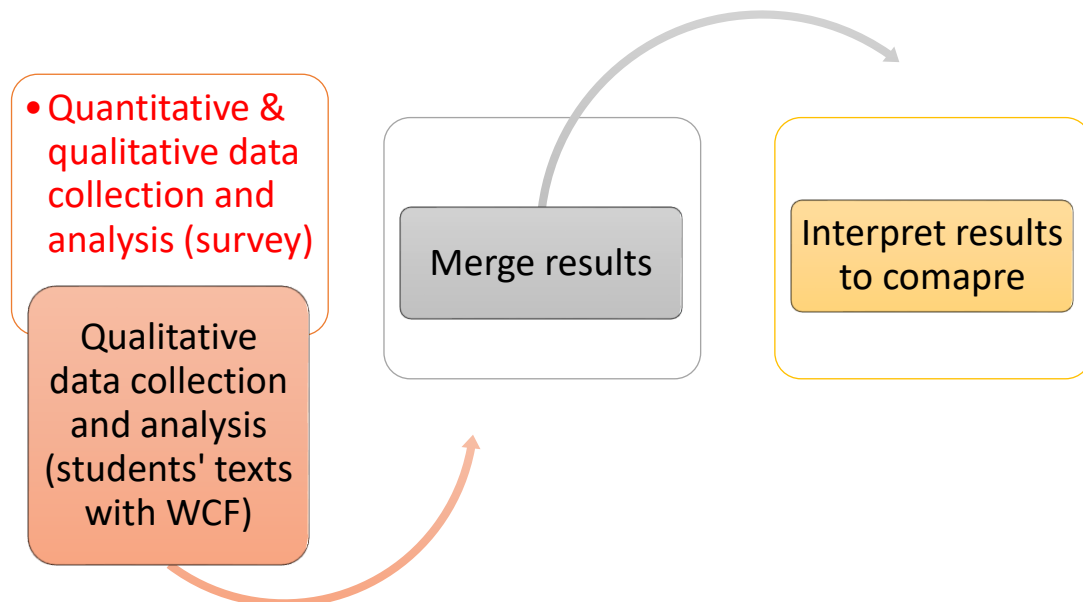 • Quantitative &
qualitative data
collection and
analysis (survey)
Qualitative
data collection
and analysis
(students' texts
with WCF)
Merge results
Interpret results
to comapre